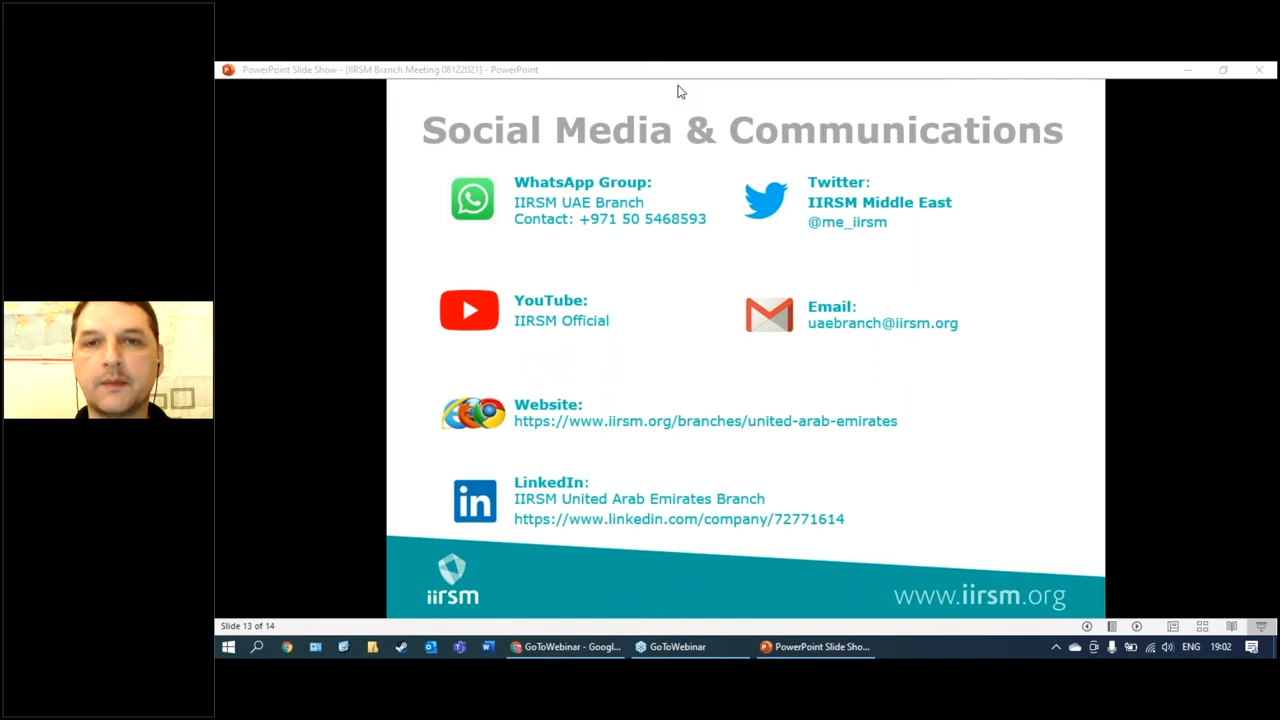 PowerPoint Slide Show - [IIRSM Branch Meeting 08122021] - PowerPoint
Social Media & Communications
WhatsApp Group:
IIRSM UAE Branch
Contact: +971 50 5468593
Twitter:
IIRSM Middle East
@me_iirsm
YouTube:
IIRSM Official
Email:
uaebranch@iirsm.org
Website:
https://www.iirsm.org/branches/united-arab-emirates
in
LinkedIn:
IIRSM United Arab Emirates Branch
https://www.linkedin.com/company/72771614
iirsm
www.iirsm.org
Slide 13 of 14
GoToWebinar - Googl...
GoToWebinar
PowerPoint Slide Sho...
ENG
19:02